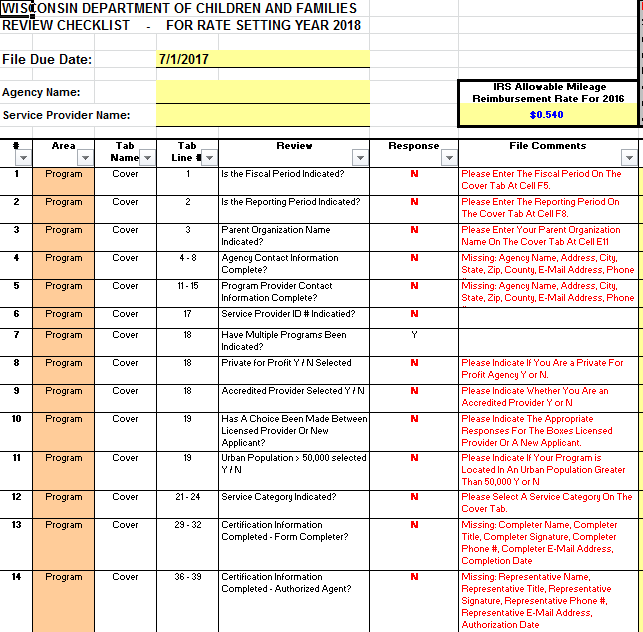 WISCONSIN DEPARTMENT OF CHILDREN AND FAMILIES
REVIEW CHECKLIST - FOR RATE SETTING YEAR 2018
File Due Date: 7/1/2017
Agency Name:
Service Provider Name:
IRS Allowable Mileage
Reimbursement Rate For 2016
$0.540
# Area Tab Name Tab Line # Review Response File Comments
1 Program Cover 1 Is the Fiscal Period Indicated? N Please Enter The Fiscal Period On The
Cover Tab At Cell F5.
2 Program Cover 2 Is the Reporting Period Indicated? N Please Enter The Reporting Period On
The Cover Tab At Cell F8.
3 Program Cover 3 Parent Organization Name N Please Enter Your Parent Organization
Indicated? Name On The Cover Tab At Cell E11
4 Program Cover 4 - 8 Agency Contact Information N Missing: Agency Name, Address, City,
Complete? State, Zip, County, E-Mail Address, Phone
5 Program Cover 11 - 15 Program Provider Contact N Missing: Agency Name, Address, City,
Information Complete? State, Zip, County, E-Mail Address, Phone
6 Program Cover 17 Service Provider ID # Indicatied? N
7 Program Cover 18 Have Multiple Programs Been Y
Indicated?
8 Program Cover 18 Private for Profit Y / N Selected N Please Indicate If You Are a Private For
Profit Agency Y or N.
9 Program Cover 18 Accredited Provider Selected Y / N N Please Indicate Whether You Are an
Accredited Provider Y or N
10 Program Cover 19 Has A Choice Been Made Between N Please Indicate The Appropriate
Licensed Provider Or New Responses For The Boxes Licensed
Applicant? Provider Or A New Applicant.
11 Program Cover 19 Urban Population > 50,000 selected N Please Indicate If Your Program is
Y / N Located In An Urban Population Greater
Than 50,000 Y or N
12 Program Cover 21 - 24 Service Category Indicated? N Please Select A Service Category On The
Cover Tab.
13 Program Cover 29 - 32 Certification Information N Missing: Completer Name, Completer
Completed - Form Completer? Title, Completer Signature, Completer
Phone #, Completer E-Mail Address,
Completion Date
14 Program Cover 36 - 39 Certification Information N Missing: Representative Name,
Completed - Authorized Agent? Representative Title, Representative
Signature, Representative Phone #,
Representative E-Mail Address,
Authorization Date